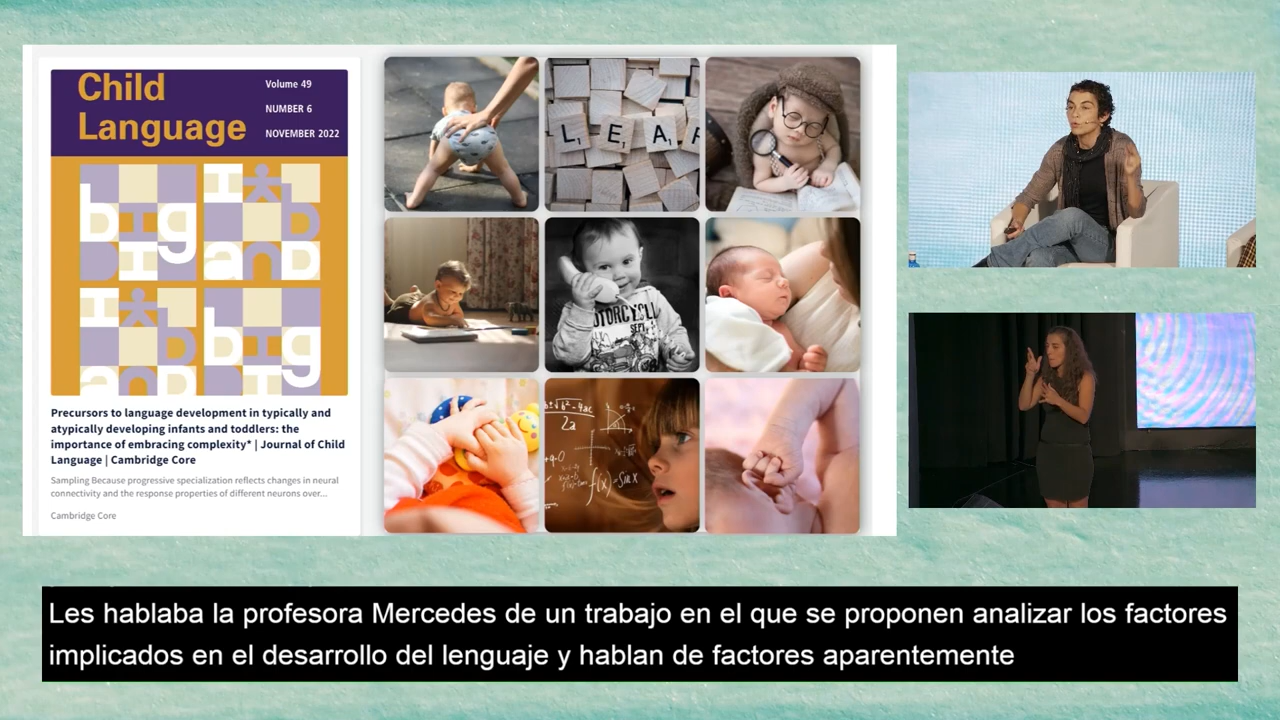 Child
Language
Volume 49
NUMBER 6
NOVEMBER 2022
Precursors to language development in typically and
atypically developing infants and toddlers: the
importance of embracing complexity* | Journal of Child
Language | Cambridge Core
Sampling Because progressive specialization reflects changes in neural
connectivity and the response properties of different neurons over...
Cambridge Core
LEAR
MOTORCYCLE
SEPT
2a
f(x)=Sinx
Les hablaba la profesora Mercedes de un trabajo en el que se proponen analizar los factores
implicados en el desarrollo del lenguaje y hablan de factores aparentemente